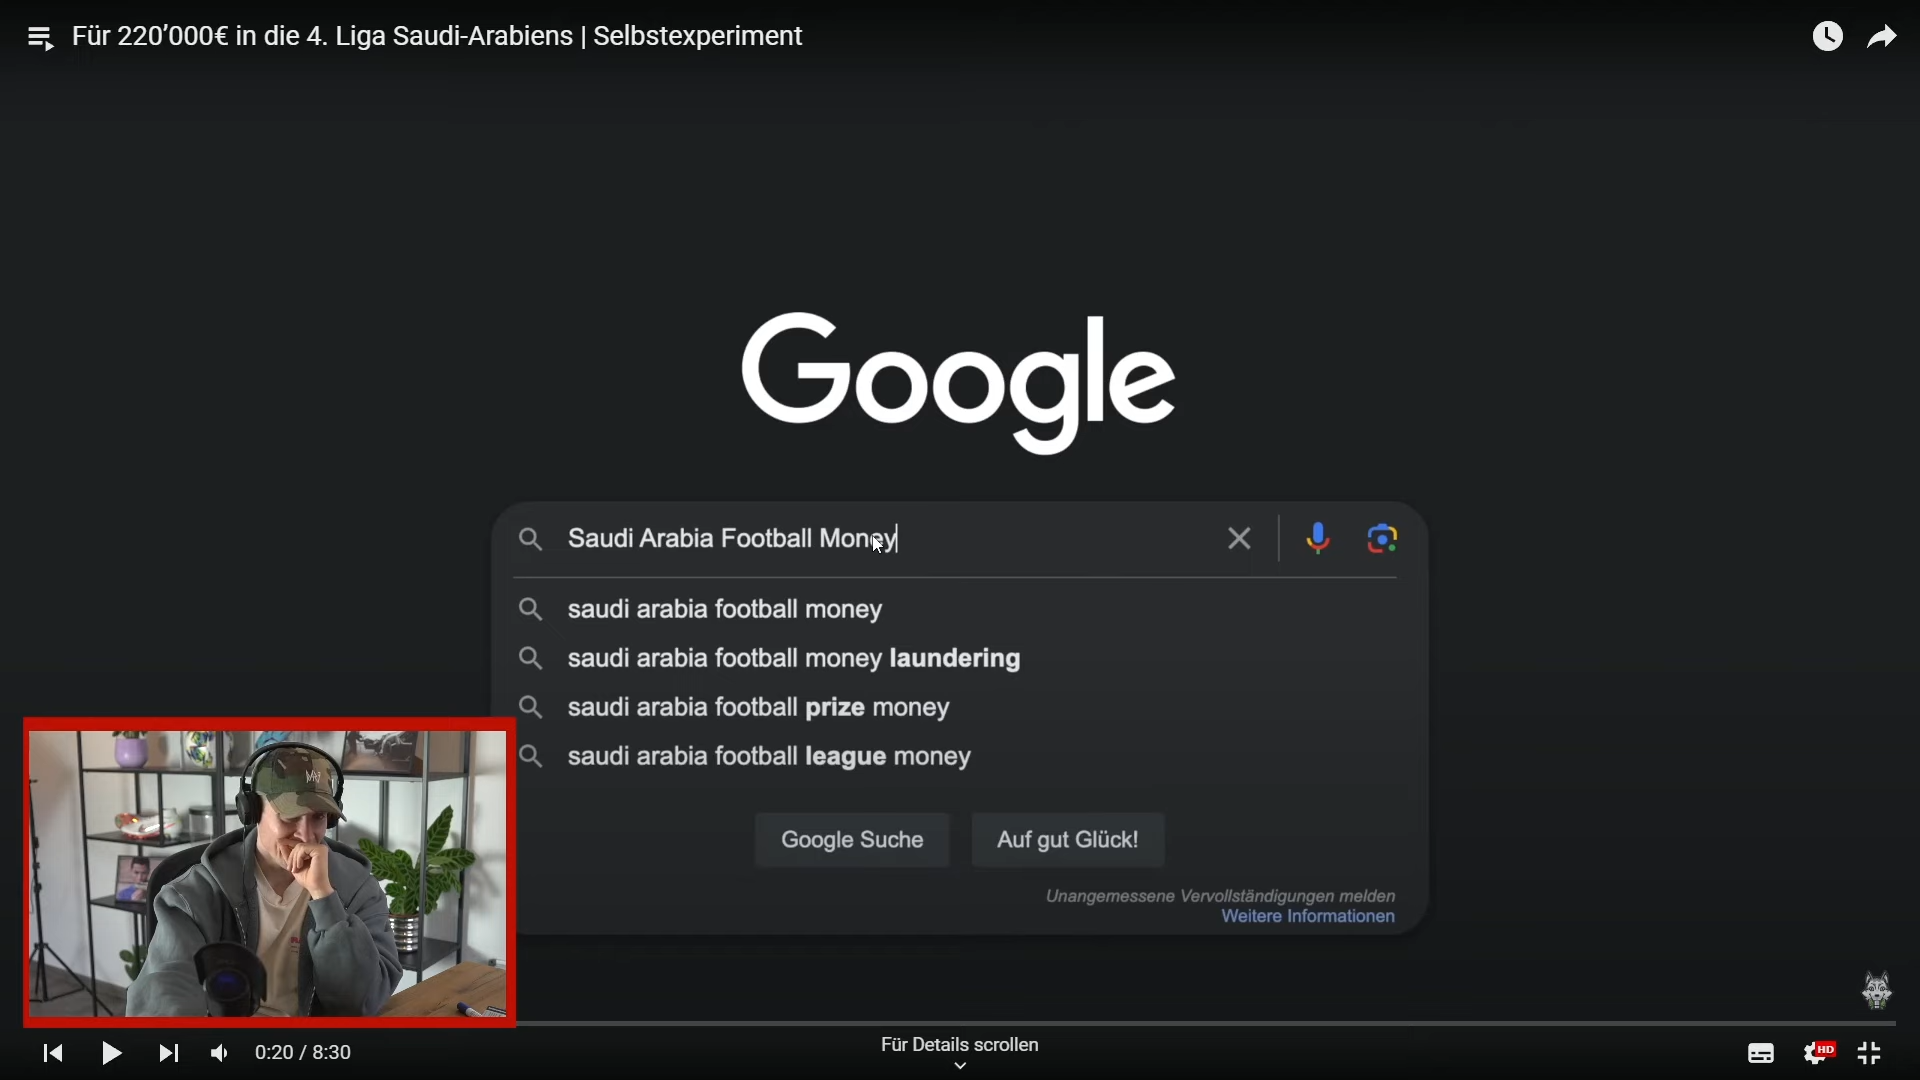 Für 220’000€ in die 4. Liga Saudi-Arabiens | Selbstexperiment
Google
Saudi Arabia Football Money
saudi arabia football money
saudi arabia football money laundering
saudi arabia football prize money
saudi arabia football league money
Google Suche
Auf gut Glück!
Unangemessene Vervollständigungen melden
Weitere Informationen
0:20 / 8:30
Für Details scrollen
HD